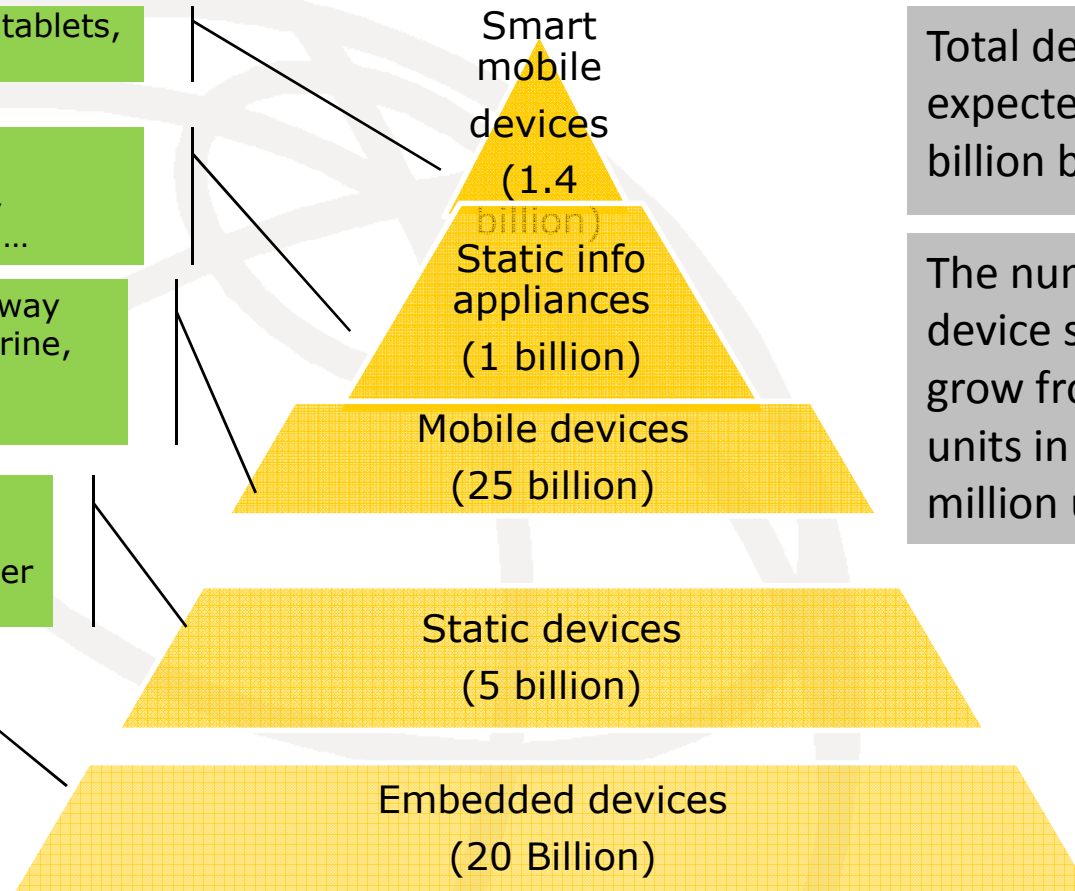 tablets,
...
way
rine,
er
Smart
mobile
devices
(1.4
billion)
Static info
appliances
(1 billion)
Mobile devices
(25 billion)
Static devices
(5 billion)
Embedded devices
(20 Billion)
Total de
expecte
billion b
The nur
device s
grow fro
units in
million u